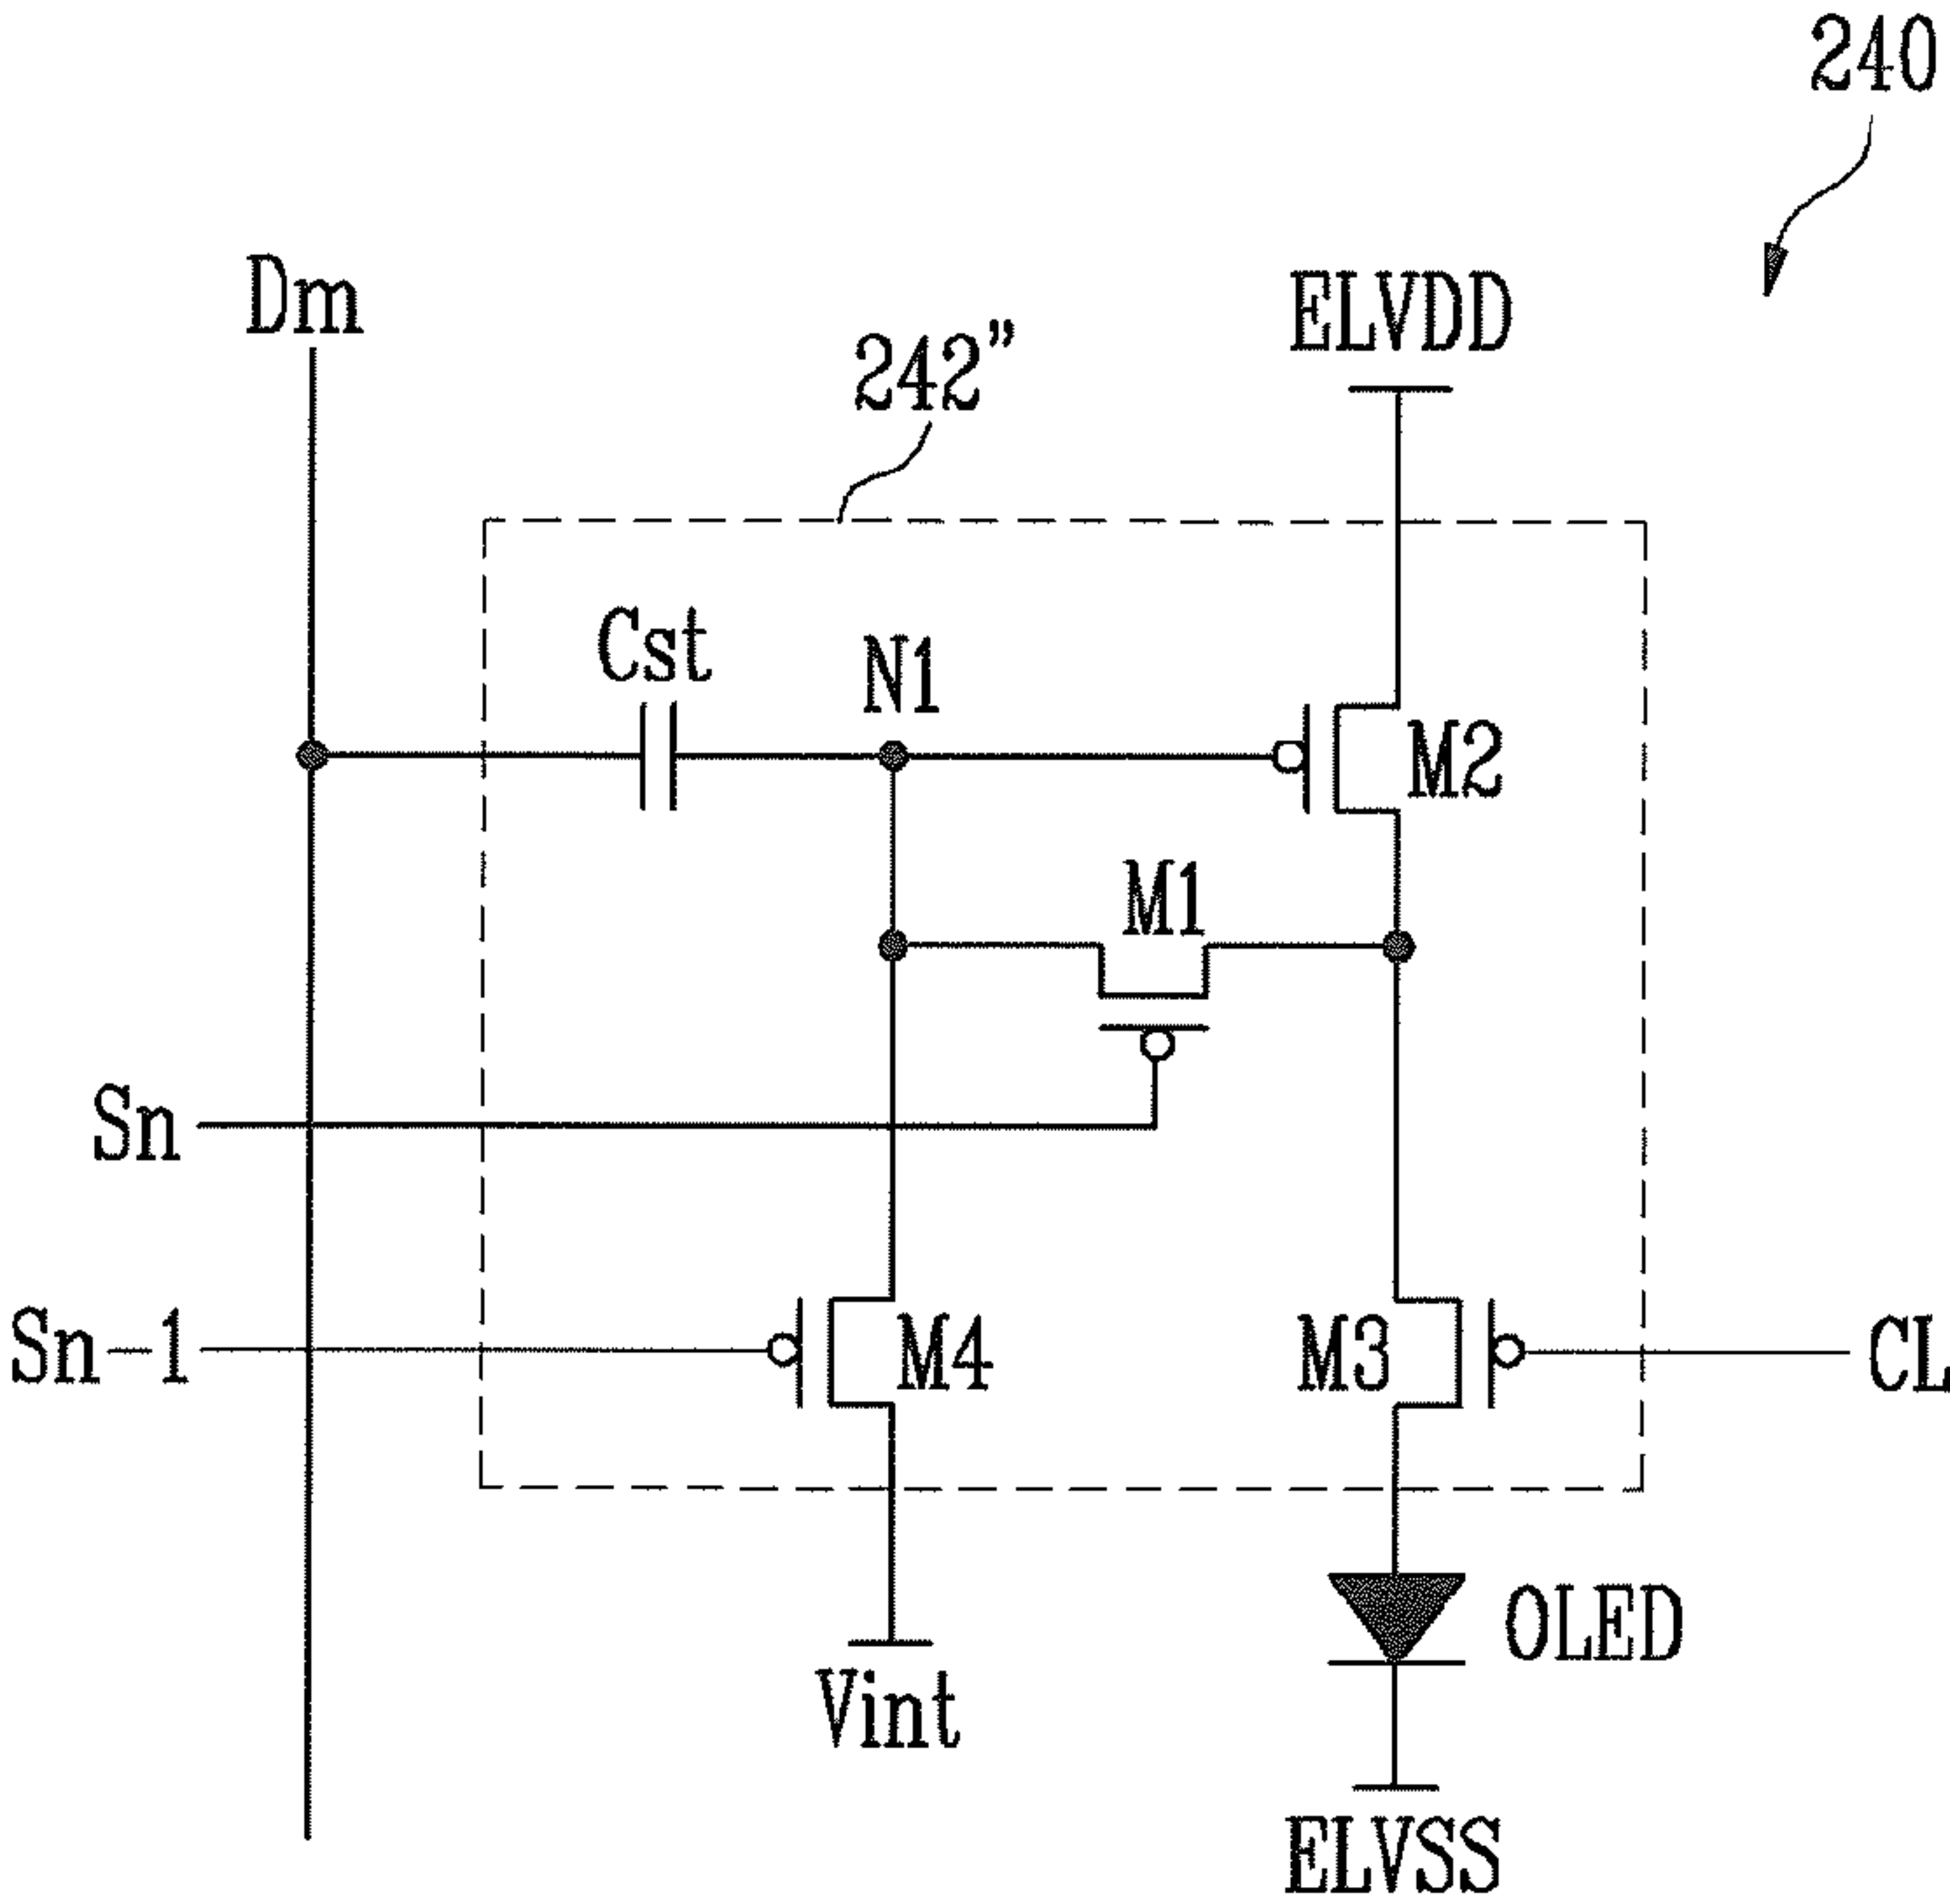 240
Dm
ELVDD
242”
Cst
N1
M2
M1
Sn
Sn-1
M4
M3
CL
OLED
Vint
ELVSS